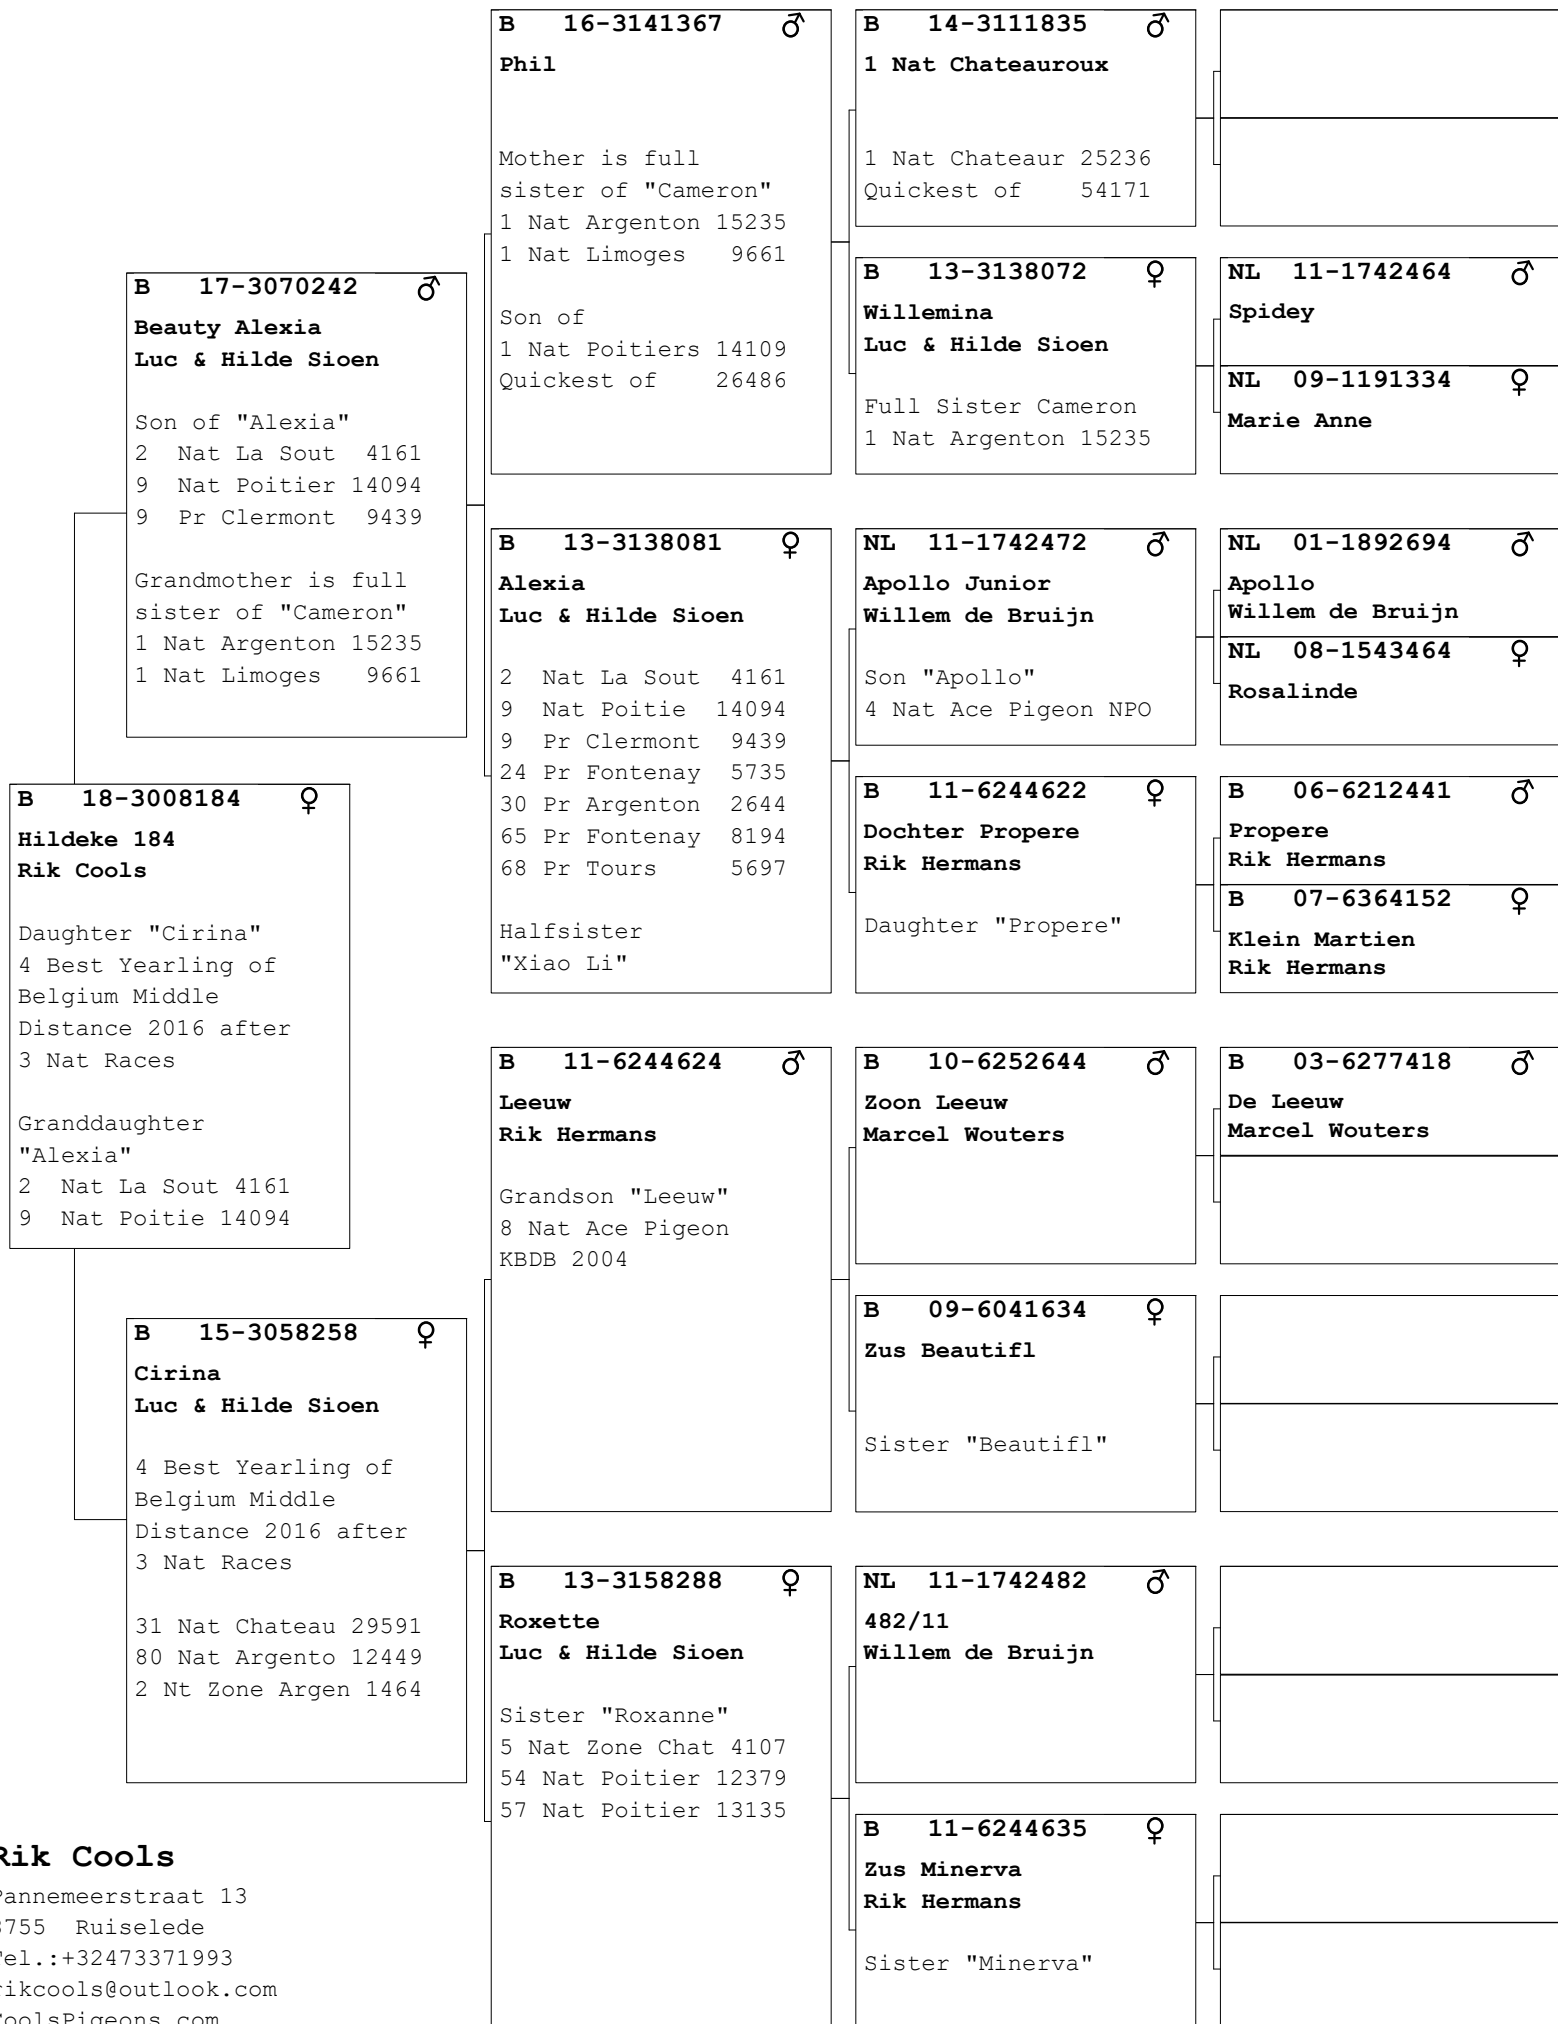 B 18-3008184 ♀
Hildeke 184
Rik Cools
Daughter "Cirina"
4 Best Yearling of
Belgium Middle
Distance 2016 after
3 Nat Races
Granddaughter
"Alexia"
2 Nat La Sout 4161
9 Nat Poitie 14094
B 17-3070242 ♂
Beauty Alexia
Luc & Hilde Sioen
Son of "Alexia"
2 Nat La Sout 4161
9 Nat Poitier 14094
9 Pr Clermont 9439
Grandmother is full
sister of "Cameron"
1 Nat Argenton 15235
1 Nat Limoges 9661
B 15-3058258 ♀
Cirina
Luc & Hilde Sioen
4 Best Yearling of
Belgium Middle
Distance 2016 after
3 Nat Races
31 Nat Chateau 29591
80 Nat Argento 12449
2 Nt Zone Argen 1464
B 16-3141367 ♂
Phil
Mother is full
sister of "Cameron"
1 Nat Argenton 15235
1 Nat Limoges 9661
Son of
1 Nat Poitiers 14109
Quickest of 26486
B 13-3138081 ♀
Alexia
Luc & Hilde Sioen
2 Nat La Sout 4161
9 Nat Poitie 14094
9 Pr Clermont 9439
24 Pr Fontenay 5735
30 Pr Argenton 2644
65 Pr Fontenay 8194
68 Pr Tours 5697
Halfsister
"Xiao Li"
B 11-6244624 ♂
Leeuw
Rik Hermans
Grandson "Leeuw"
8 Nat Ace Pigeon
KBDB 2004
B 13-3158288 ♀
Roxette
Luc & Hilde Sioen
Sister "Roxanne"
5 Nat Zone Chat 4107
54 Nat Poitier 12379
57 Nat Poitier 13135
B 14-3111835 ♂
1 Nat Chateauroux
1 Nat Chateaur 25236
Quickest of 54171
B 13-3138072 ♀
Willemina
Luc & Hilde Sioen
Full Sister Cameron
1 Nat Argenton 15235
NL 11-1742472 ♂
Apollo Junior
Willem de Bruijn
Son "Apollo"
4 Nat Ace Pigeon NPO
B 11-6244622 ♀
Dochter Propere
Rik Hermans
Daughter "Propere"
B 10-6252644 ♂
Zoon Leeuw
Marcel Wouters
B 09-6041634 ♀
Zus Beautifl
Sister "Beautifl"
NL 11-1742482 ♂
482/11
Willem de Bruijn
B 11-6244635 ♀
Zus Minerva
Rik Hermans
Sister "Minerva"
NL 11-1742464 ♂
Spidey
NL 09-1191334 ♀
Marie Anne
NL 01-1892694 ♂
Apollo
Willem de Bruijn
NL 08-1543464 ♀
Rosalinde
B 06-6212441 ♂
Propere
Rik Hermans
B 07-6364152 ♀
Klein Martien
Rik Hermans
B 03-6277418 ♂
De Leeuw
Marcel Wouters
Rik Cools
Pannemeerstraat 13
8755 Ruiselede
Tel.:+32473371993
rikcools@outlook.com
CoolsPigeons.com